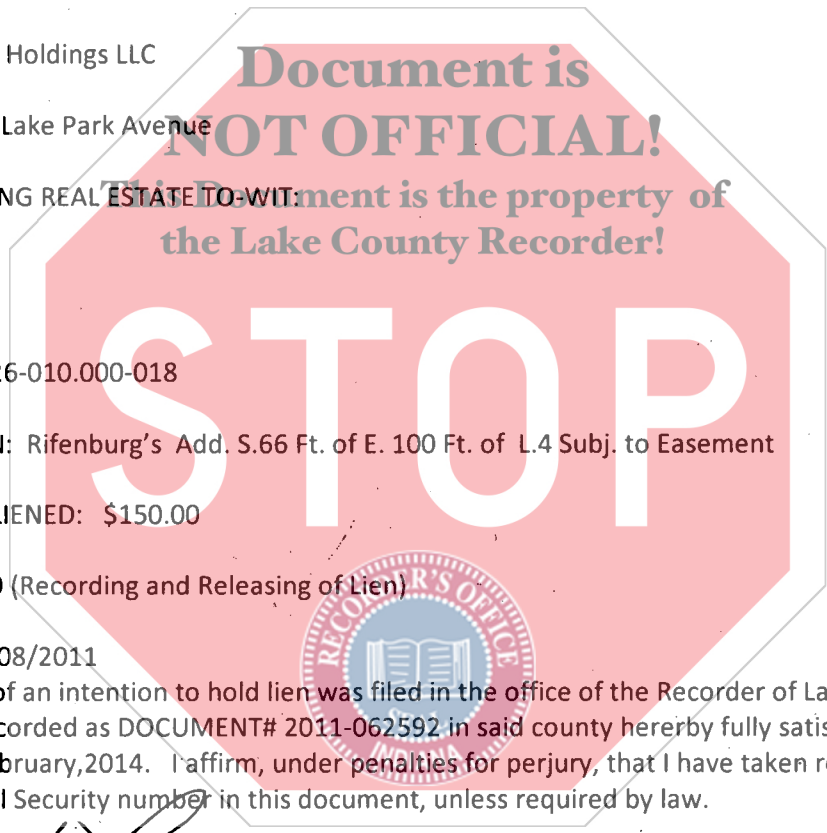 Holdings LLC
Document is
Lake Park Avenue
NOT OFFICIAL!
NG REAL ESTATE TO-WIT:
This Document is the property of
the Lake County Recorder!
STOP
6-010.000-018
N: Rifenburg's Add. S.66 Ft. of E. 100 Ft. of L.4 Subj. to Easement
IENED: $150.00
(Recording and Releasing of Lien)
RECORDER'S OFFICE
08/2011
of an intention to hold lien was filed in the office of the Recorder of La
corded as DOCUMENT# 2011-062592 in said county hererby fully satis
bruary,2014. I affirm, under penalties for perjury, that I have taken re
l Security number in this document, unless required by law.
INDIANA